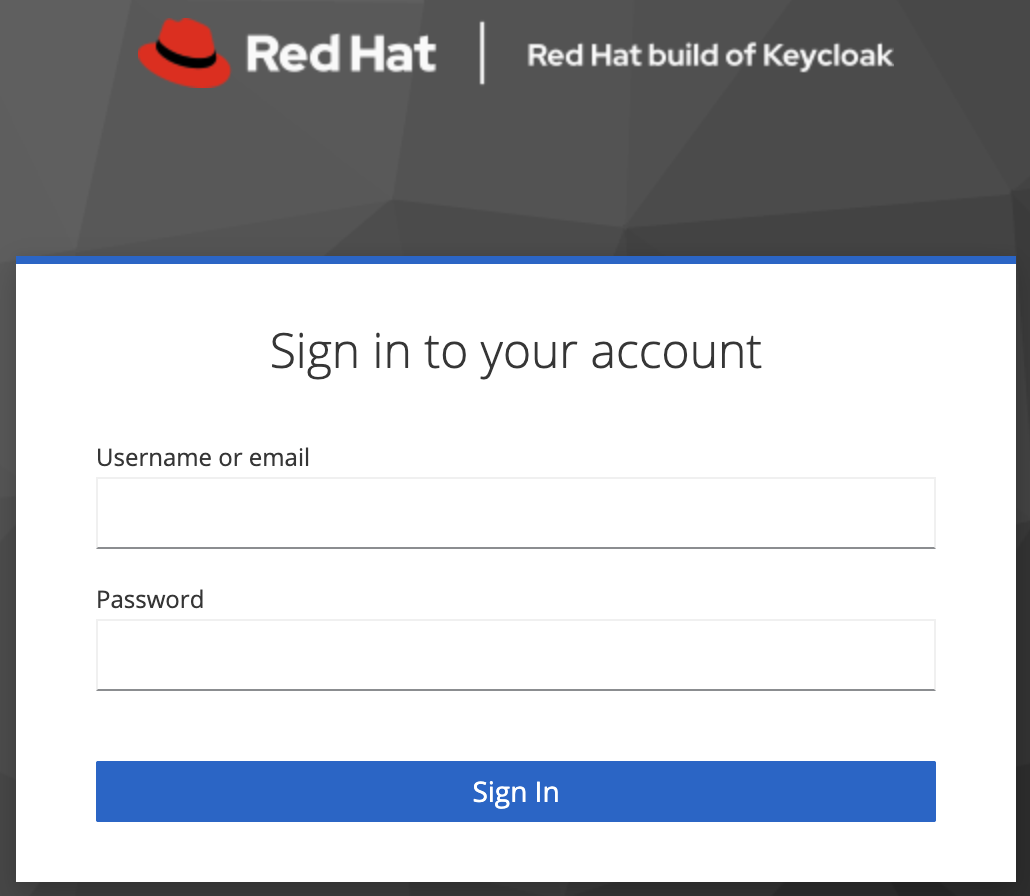 Red Hat
Red Hat build of Keycloak
Sign in to your account
Username or email
Password
Sign In